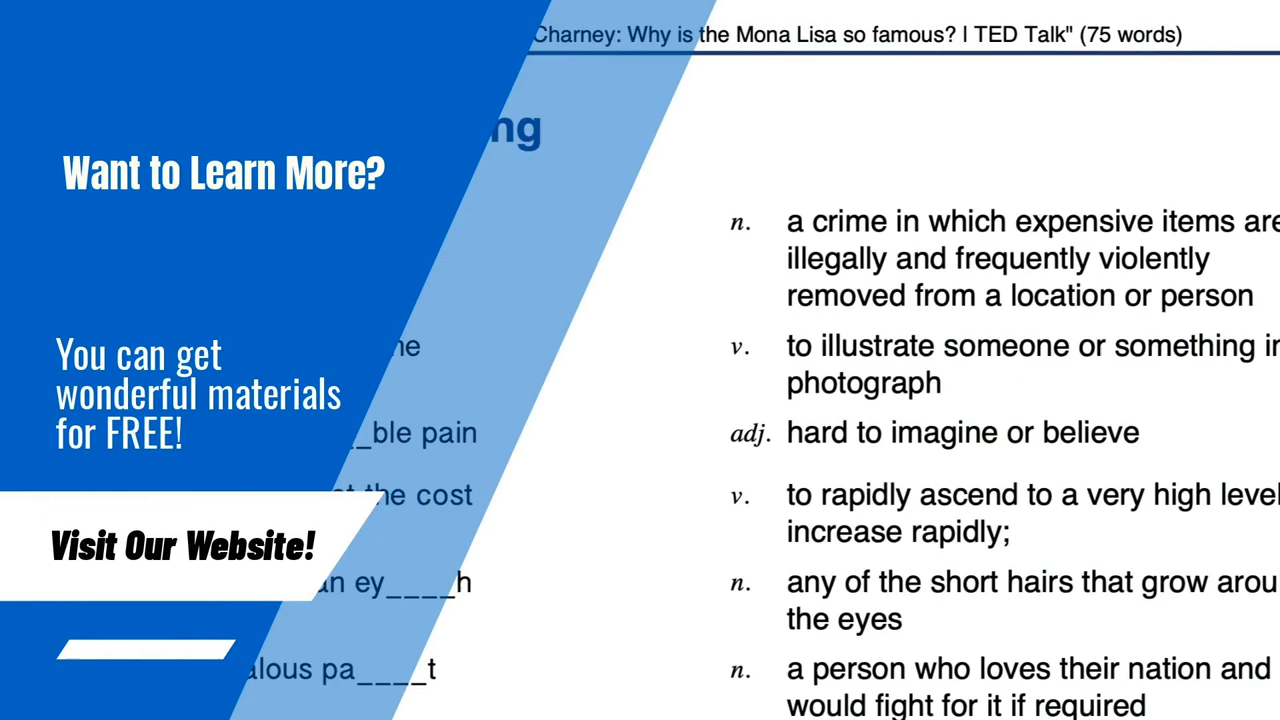 Charney: Why is the Mona Lisa so famous? | TED Talk" (75 words)
ng
Want to Learn More?
You can get
wonderful materials
for FREE!
Visit Our Website!
n. a crime in which expensive items are
illegally and frequently violently
removed from a location or person
ne v. to illustrate someone or something in
photograph
_ble pain adj. hard to imagine or believe
the cost v. to rapidly ascend to a very high level
increase rapidly;
an ey____h n. any of the short hairs that grow arou
the eyes
alous pa____t n. a person who loves their nation and
would fight for it if required